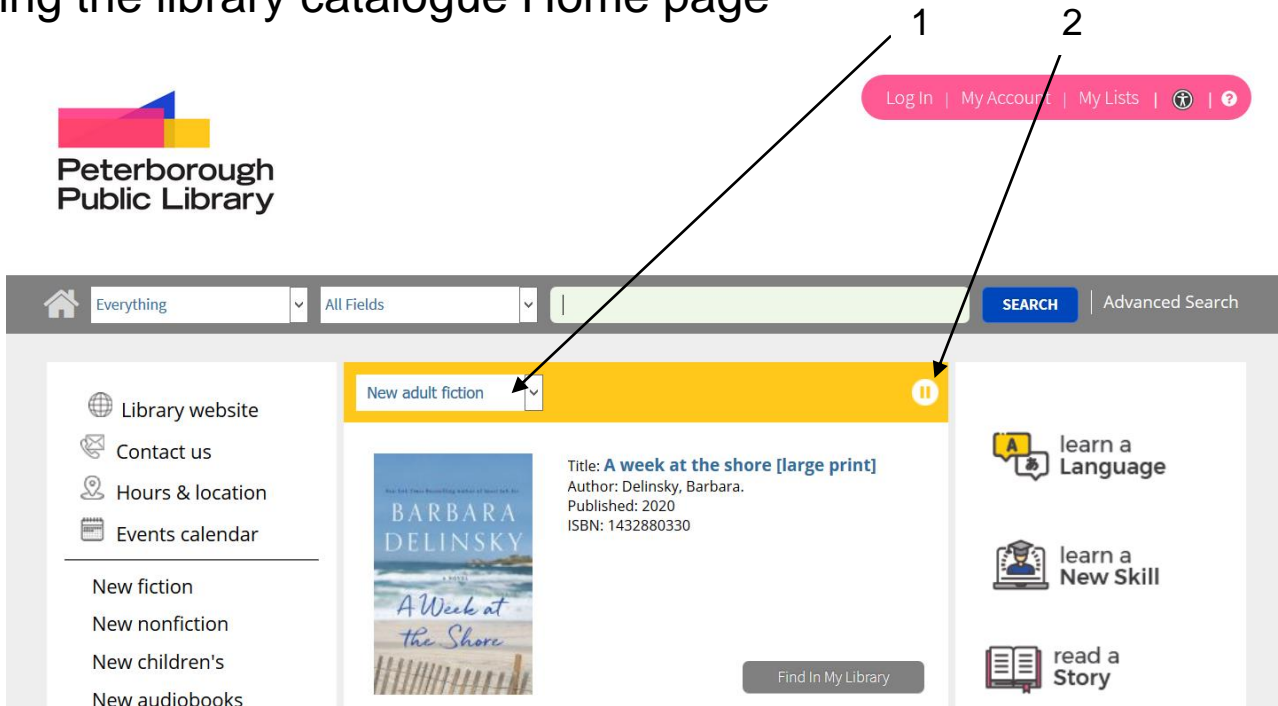 ing the library catalogue Home page
1 2
Log In | My Account | My Lists | | ?
Peterborough
Public Library
Everything All Fields SEARCH | Advanced Search
New adult fiction
Library website
Contact us
Hours & location
Events calendar
New fiction
New nonfiction
New children's
New audiobooks
BARBARA
DELINSKY
A NOVEL
A Week at
the Shore
Title: A week at the shore [large print]
Author: Delinsky, Barbara.
Published: 2020
ISBN: 1432880330
Find In My Library
A
learn a
Language
learn a
New Skill
read a
Story